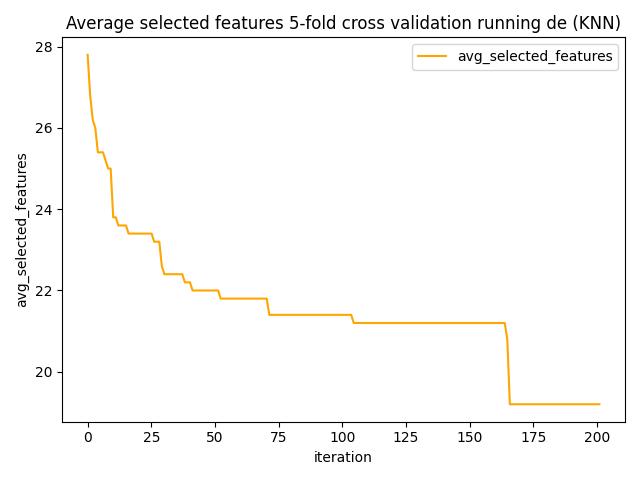 Average selected features 5-fold cross validation running de (KNN)
avg_selected_features
28
26
24
22
20
avg_selected_features
0 25 50 75 100 125 150 175 200
iteration